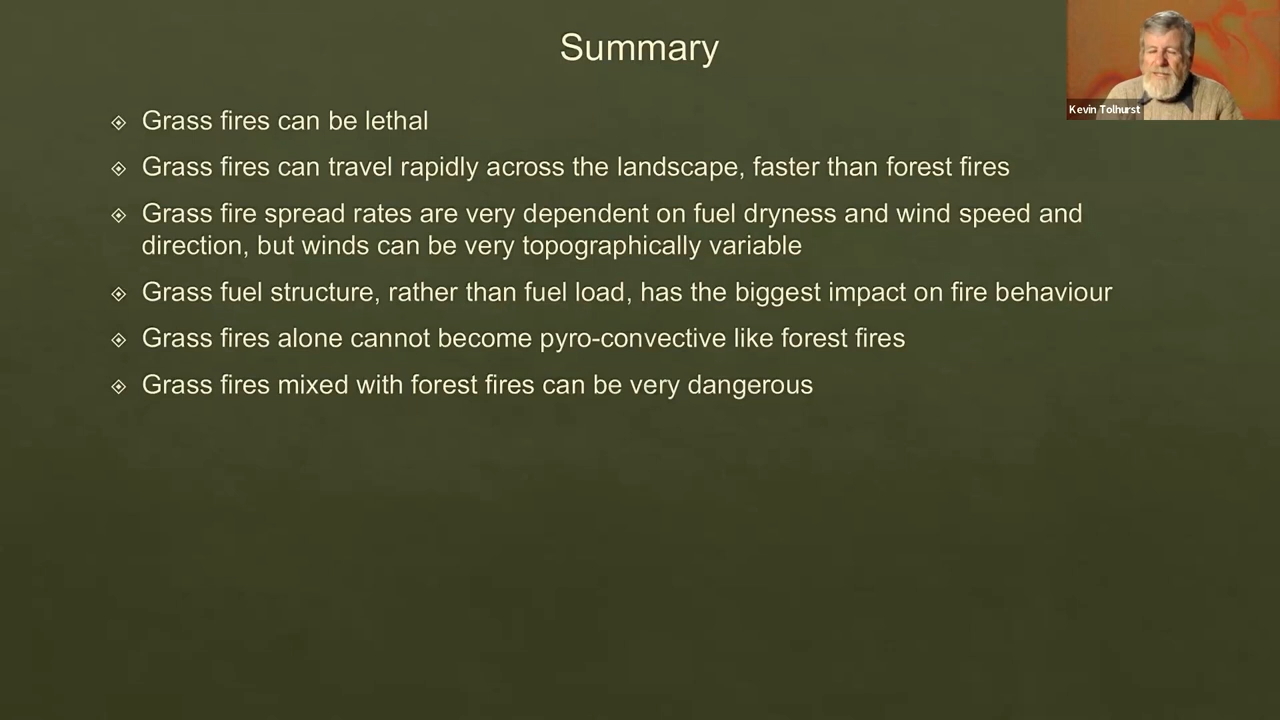 Summary
Kevin Tolhurst
Grass fires can be lethal
Grass fires can travel rapidly across the landscape, faster than forest fires
Grass fire spread rates are very dependent on fuel dryness and wind speed and
direction, but winds can be very topographically variable
Grass fuel structure, rather than fuel load, has the biggest impact on fire behaviour
Grass fires alone cannot become pyro-convective like forest fires
Grass fires mixed with forest fires can be very dangerous